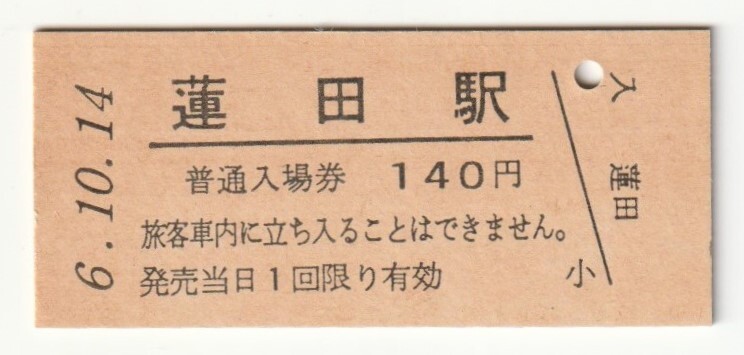 6.10.14
蓮田駅
普通入場券 140円
旅客車内に立ち入ることはできません。
発売当日1回限り有効
小
入 蓮田